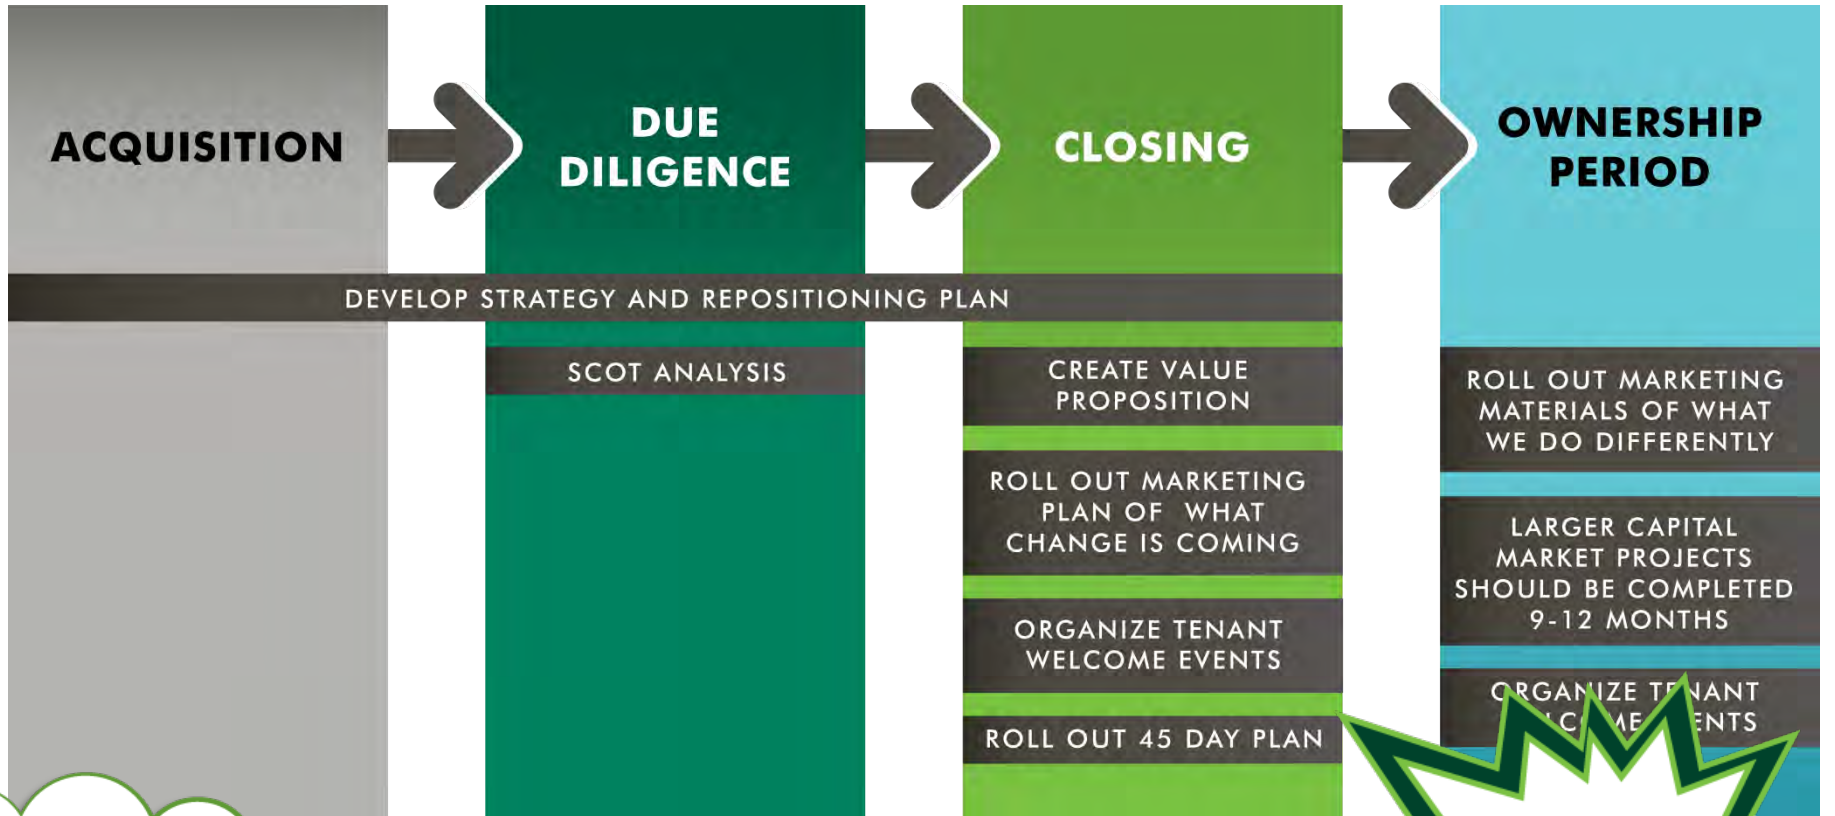 ACQUISITION
DUE
DILIGENCE
CLOSING
OWNERSHIP
PERIOD
DEVELOP STRATEGY AND REPOSITIONING PLAN
SCOT ANALYSIS
CREATE VALUE
PROPOSITION
ROLL OUT MARKETING
PLAN OF WHAT
CHANGE IS COMING
ORGANIZE TENANT
WELCOME EVENTS
ROLL OUT 45 DAY PLAN
ROLL OUT MARKETING
MATERIALS OF WHAT
WE DO DIFFERENTLY
LARGER CAPITAL
MARKET PROJECTS
SHOULD BE COMPLETED
9-12 MONTHS
ORGANIZE TENANT